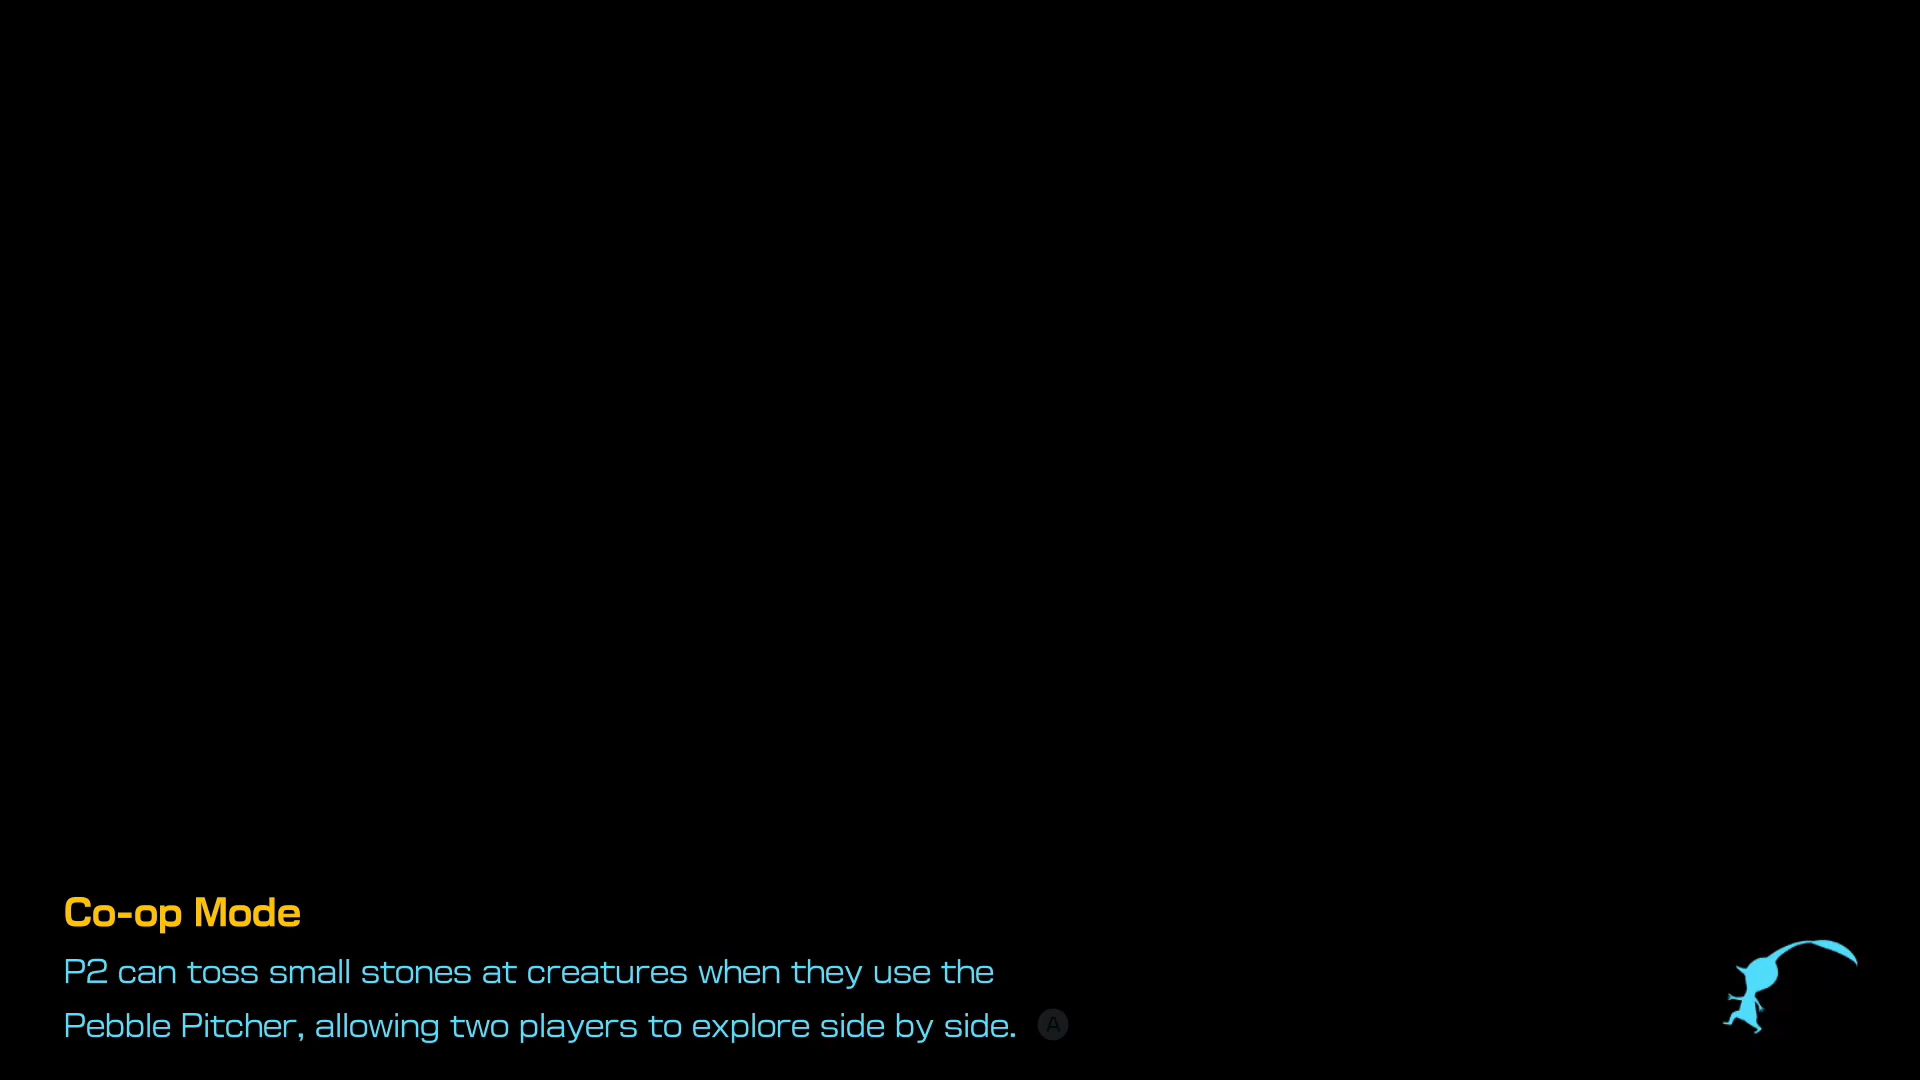 Co-op Mode
P2 can toss small stones at creatures when they use the
Pebble Pitcher, allowing two players to explore side by side. A